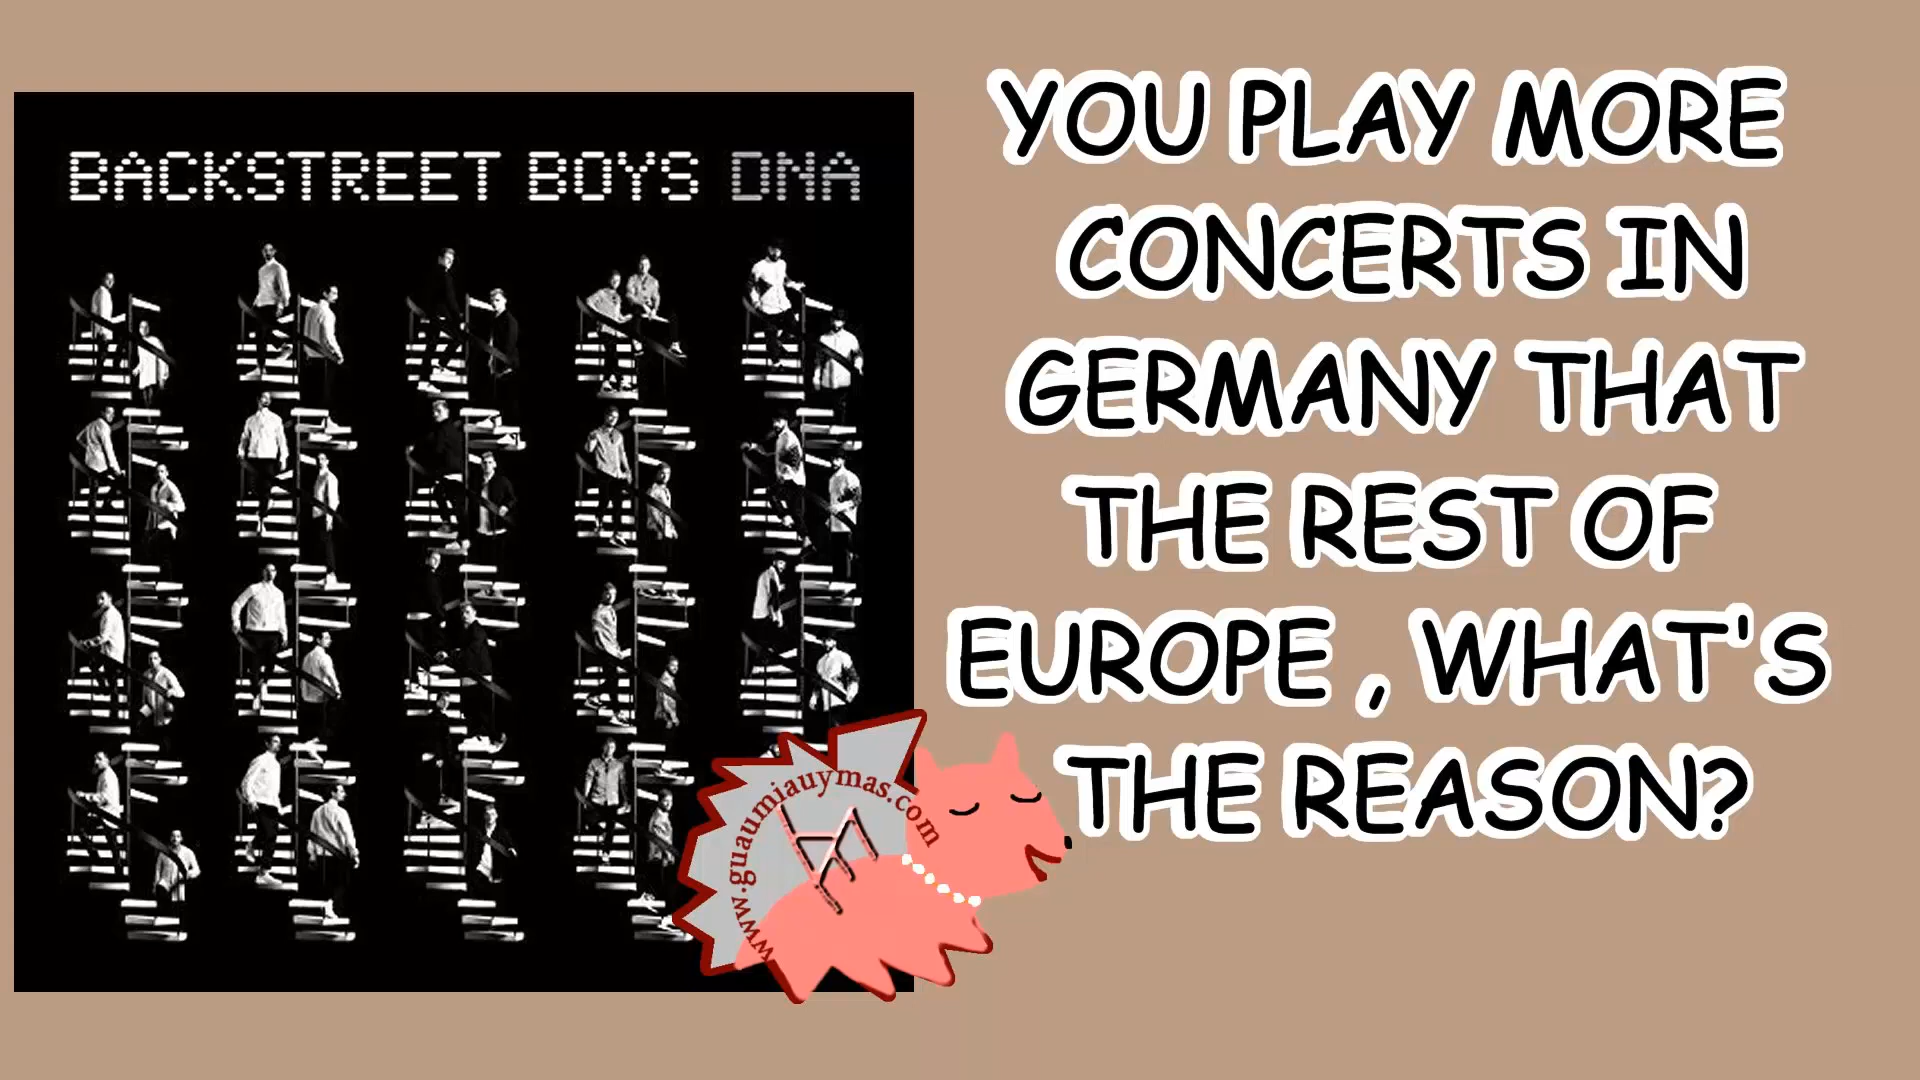 BACKSTREET BOYS DNA
YOU PLAY MORE
CONCERTS IN
GERMANY THAT
THE REST OF
EUROPE , WHAT'S
THE REASON?
www.guaumiauymas.com